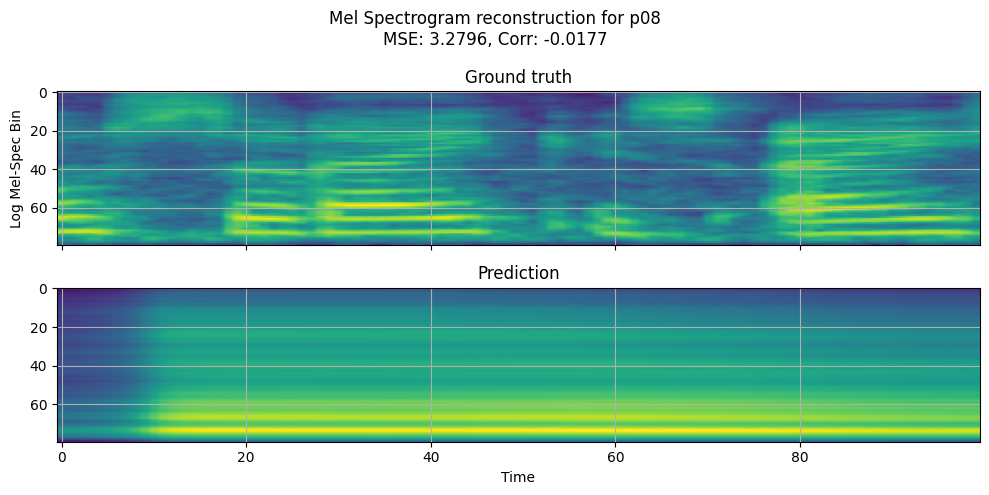 Mel Spectrogram reconstruction for p08
MSE: 3.2796, Corr: -0.0177
Ground truth
0
20
40
60
Log Mel-Spec Bin
Prediction
0
20
40
60
0 20 40 60 80
Time